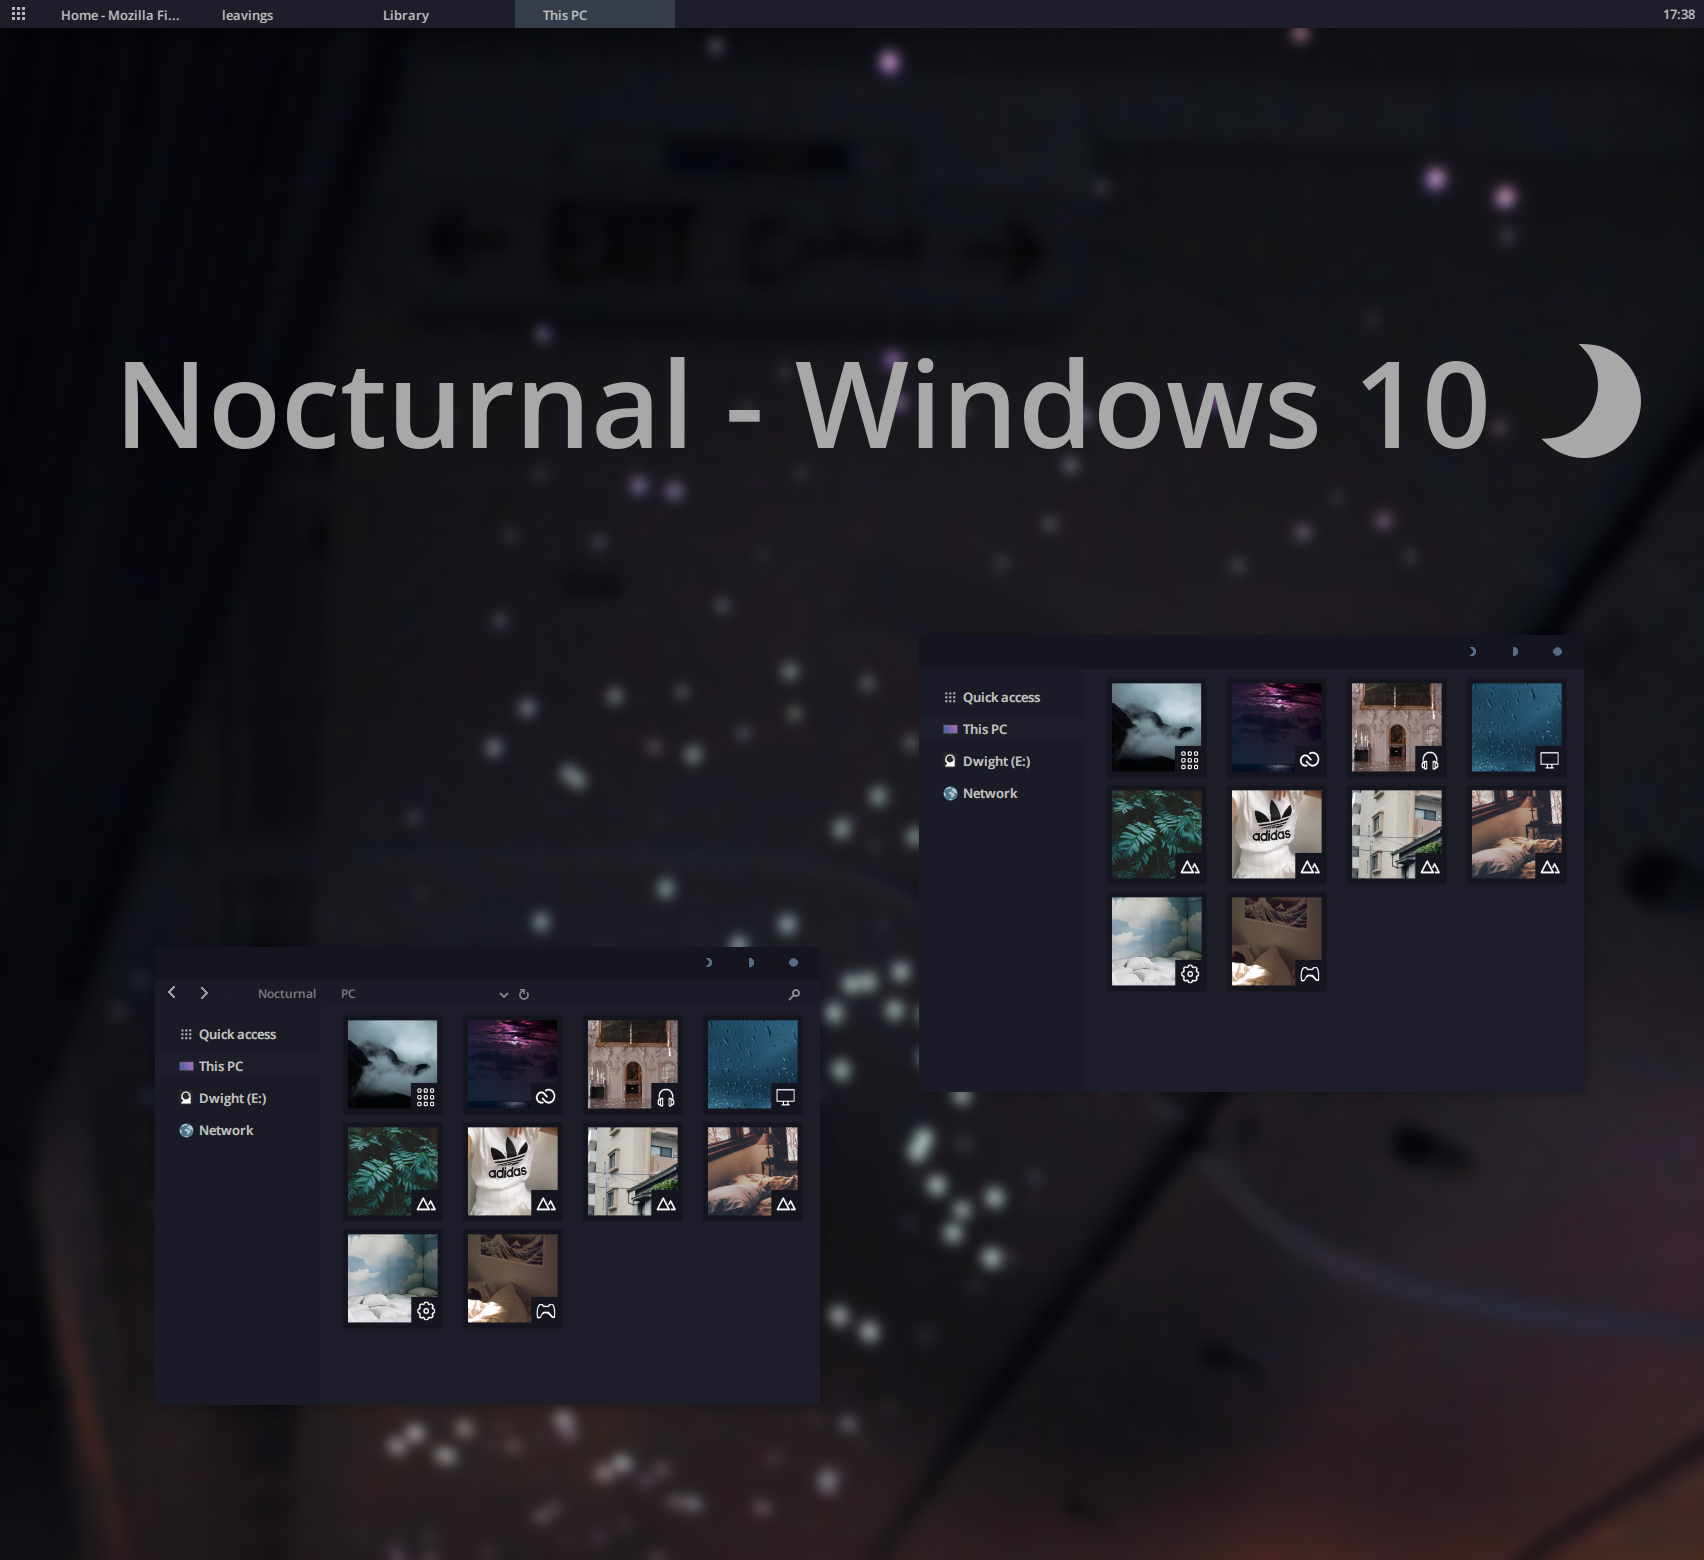 Home - Mozilla Fi...
leavings
Library
This PC
17:38
EXIT
Nocturnal - Windows 10
Quick access
This PC
Dwight (E:)
Network
adidas
Nocturnal
PC
Quick access
This PC
Dwight (E:)
Network
adidas